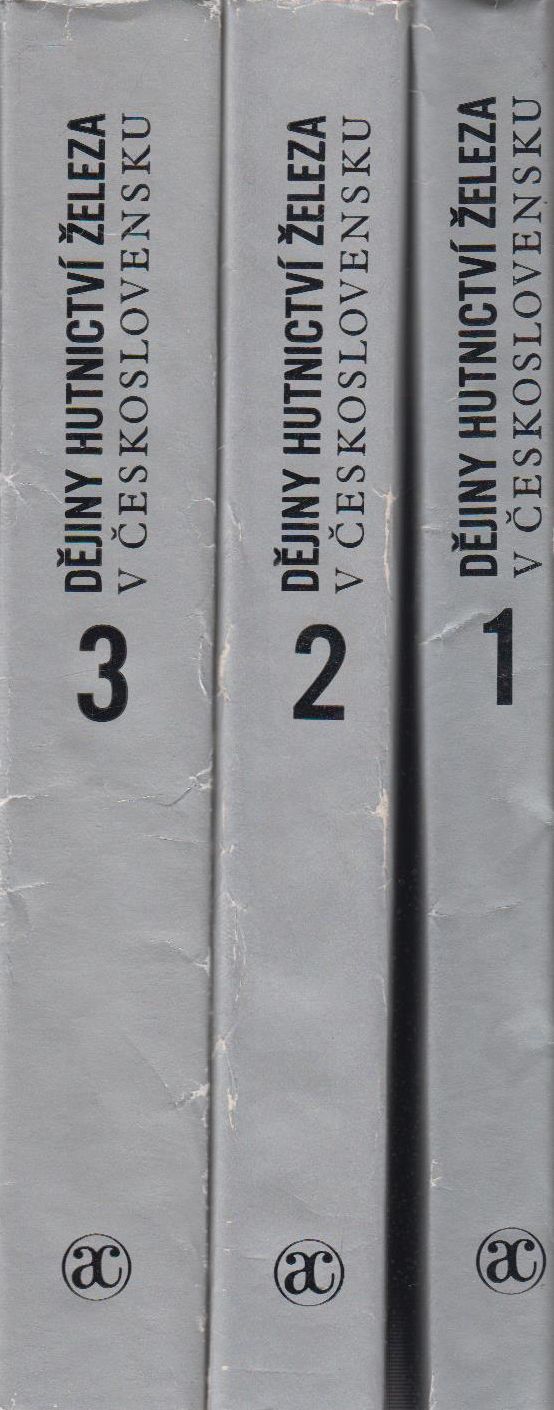 DĚJINY HUTNICTVÍ ŽELEZA
V ČESKOSLOVENSKU
3
ac
DĚJINY HUTNICTVÍ ŽELEZA
V ČESKOSLOVENSKU
2
ac
DĚJINY HUTNICTVÍ ŽELEZA
V ČESKOSLOVENSKU
1
ac